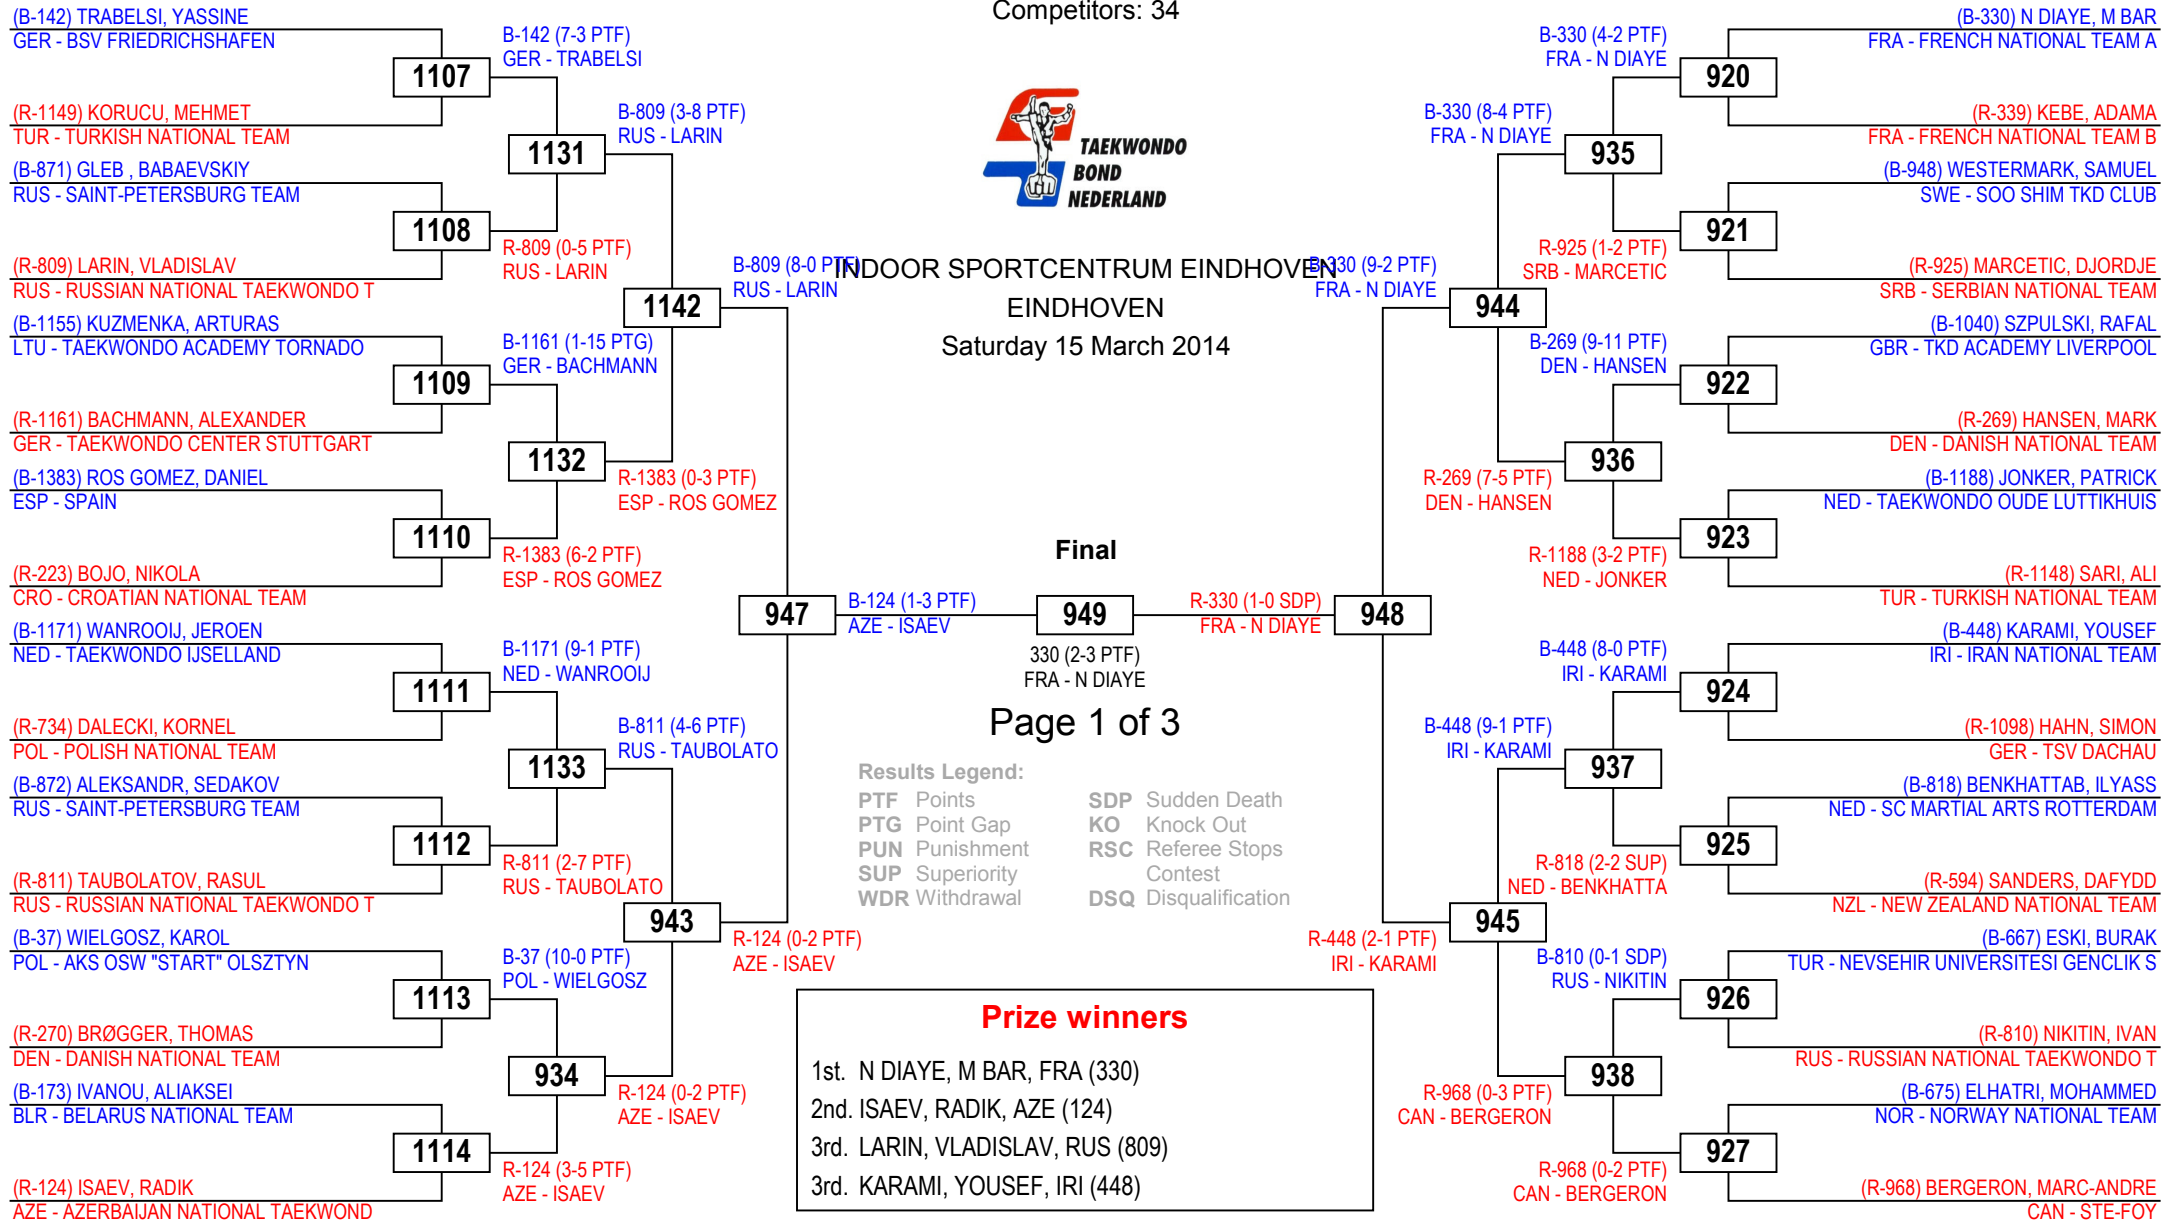 Competitors: 34
TAEKWONDO
BOND
NEDERLAND
INDOOR SPORTCENTRUM EINDHOVEN
EINDHOVEN
Saturday 15 March 2014
(B-142) TRABELSI, YASSINE
GER - BSV FRIEDRICHSHAFEN
1107
(R-1149) KORUCU, MEHMET
TUR - TURKISH NATIONAL TEAM
(B-871) GLEB , BABAEVSKIY
RUS - SAINT-PETERSBURG TEAM
1108
(R-809) LARIN, VLADISLAV
RUS - RUSSIAN NATIONAL TAEKWONDO T
(B-1155) KUZMENKA, ARTURAS
LTU - TAEKWONDO ACADEMY TORNADO
1109
(R-1161) BACHMANN, ALEXANDER
GER - TAEKWONDO CENTER STUTTGART
(B-1383) ROS GOMEZ, DANIEL
ESP - SPAIN
1110
(R-223) BOJO, NIKOLA
CRO - CROATIAN NATIONAL TEAM
(B-1171) WANROOIJ, JEROEN
NED - TAEKWONDO IJSELLAND
1111
(R-734) DALECKI, KORNEL
POL - POLISH NATIONAL TEAM
(B-872) ALEKSANDR, SEDAKOV
RUS - SAINT-PETERSBURG TEAM
1112
(R-811) TAUBOLATOV, RASUL
RUS - RUSSIAN NATIONAL TAEKWONDO T
(B-37) WIELGOSZ, KAROL
POL - AKS OSW "START" OLSZTYN
1113
(R-270) BRØGGER, THOMAS
DEN - DANISH NATIONAL TEAM
(B-173) IVANOU, ALIAKSEI
BLR - BELARUS NATIONAL TEAM
1114
(R-124) ISAEV, RADIK
AZE - AZERBAIJAN NATIONAL TAEKWOND
B-142 (7-3 PTF)
GER - TRABELSI
1131
R-809 (0-5 PTF)
RUS - LARIN
B-1161 (1-15 PTG)
GER - BACHMANN
1132
R-1383 (6-2 PTF)
ESP - ROS GOMEZ
B-1171 (9-1 PTF)
NED - WANROOIJ
1133
R-811 (2-7 PTF)
RUS - TAUBOLATO
B-37 (10-0 PTF)
POL - WIELGOSZ
934
R-124 (3-5 PTF)
AZE - ISAEV
B-809 (3-8 PTF)
RUS - LARIN
1142
R-1383 (0-3 PTF)
ESP - ROS GOMEZ
B-811 (4-6 PTF)
RUS - TAUBOLATO
943
R-124 (0-2 PTF)
AZE - ISAEV
B-809 (8-0 PTF)
RUS - LARIN
947
R-124 (0-2 PTF)
AZE - ISAEV
B-124 (1-3 PTF)
AZE - ISAEV
Final
949
330 (2-3 PTF)
FRA - N DIAYE
R-330 (1-0 SDP)
FRA - N DIAYE
B-330 (9-2 PTF)
FRA - N DIAYE
948
R-448 (2-1 PTF)
IRI - KARAMI
B-330 (8-4 PTF)
FRA - N DIAYE
944
R-269 (7-5 PTF)
DEN - HANSEN
B-448 (9-1 PTF)
IRI - KARAMI
945
R-968 (0-3 PTF)
CAN - BERGERON
B-330 (4-2 PTF)
FRA - N DIAYE
935
R-925 (1-2 PTF)
SRB - MARCETIC
B-269 (9-11 PTF)
DEN - HANSEN
936
R-1188 (3-2 PTF)
NED - JONKER
B-448 (8-0 PTF)
IRI - KARAMI
937
R-818 (2-2 SUP)
NED - BENKHATTA
B-810 (0-1 SDP)
RUS - NIKITIN
938
R-968 (0-2 PTF)
CAN - BERGERON
(B-330) N DIAYE, M BAR
FRA - FRENCH NATIONAL TEAM A
920
(R-339) KEBE, ADAMA
FRA - FRENCH NATIONAL TEAM B
(B-948) WESTERMARK, SAMUEL
SWE - SOO SHIM TKD CLUB
921
(R-925) MARCETIC, DJORDJE
SRB - SERBIAN NATIONAL TEAM
(B-1040) SZPULSKI, RAFAL
GBR - TKD ACADEMY LIVERPOOL
922
(R-269) HANSEN, MARK
DEN - DANISH NATIONAL TEAM
(B-1188) JONKER, PATRICK
NED - TAEKWONDO OUDE LUTTIKHUIS
923
(R-1148) SARI, ALI
TUR - TURKISH NATIONAL TEAM
(B-448) KARAMI, YOUSEF
IRI - IRAN NATIONAL TEAM
924
(R-1098) HAHN, SIMON
GER - TSV DACHAU
(B-818) BENKHATTAB, ILYASS
NED - SC MARTIAL ARTS ROTTERDAM
925
(R-594) SANDERS, DAFYDD
NZL - NEW ZEALAND NATIONAL TEAM
(B-667) ESKI, BURAK
TUR - NEVSEHIR UNIVERSITESI GENCLIK S
926
(R-810) NIKITIN, IVAN
RUS - RUSSIAN NATIONAL TAEKWONDO T
(B-675) ELHATRI, MOHAMMED
NOR - NORWAY NATIONAL TEAM
927
(R-968) BERGERON, MARC-ANDRE
CAN - STE-FOY
Page 1 of 3
Results Legend:
PTF Points SDP Sudden Death
PTG Point Gap KO Knock Out
PUN Punishment RSC Referee Stops
SUP Superiority Contest
WDR Withdrawal DSQ Disqualification
Prize winners
1st. N DIAYE, M BAR, FRA (330)
2nd. ISAEV, RADIK, AZE (124)
3rd. LARIN, VLADISLAV, RUS (809)
3rd. KARAMI, YOUSEF, IRI (448)